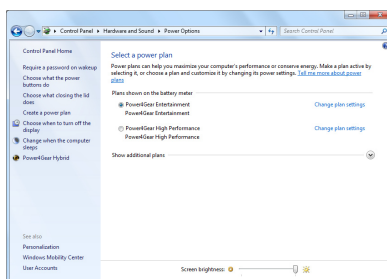 Control Panel
Hardware and Sound
Power Options
Search Control Panel
Control Panel Home
Require a password on wakeup
Choose what the power
buttons do
Choose what closing the lid
does
Create a power plan
Choose when to turn off the
display
Change when the computer
sleeps
Power4Gear Hybrid
See also
Personalization
Windows Mobility Center
User Accounts
Select a power plan
Power plans can help you maximize your computer's performance or conserve energy. Make a plan active by
selecting it, or choose a plan and customize it by changing its power settings. Tell me more about power
plans
Plans shown on the battery meter
Power4Gear Entertainment
Change plan settings
Power4Gear Entertainment
Power4Gear High Performance
Change plan settings
Power4Gear High Performance
Show additional plans
Screen brightness: